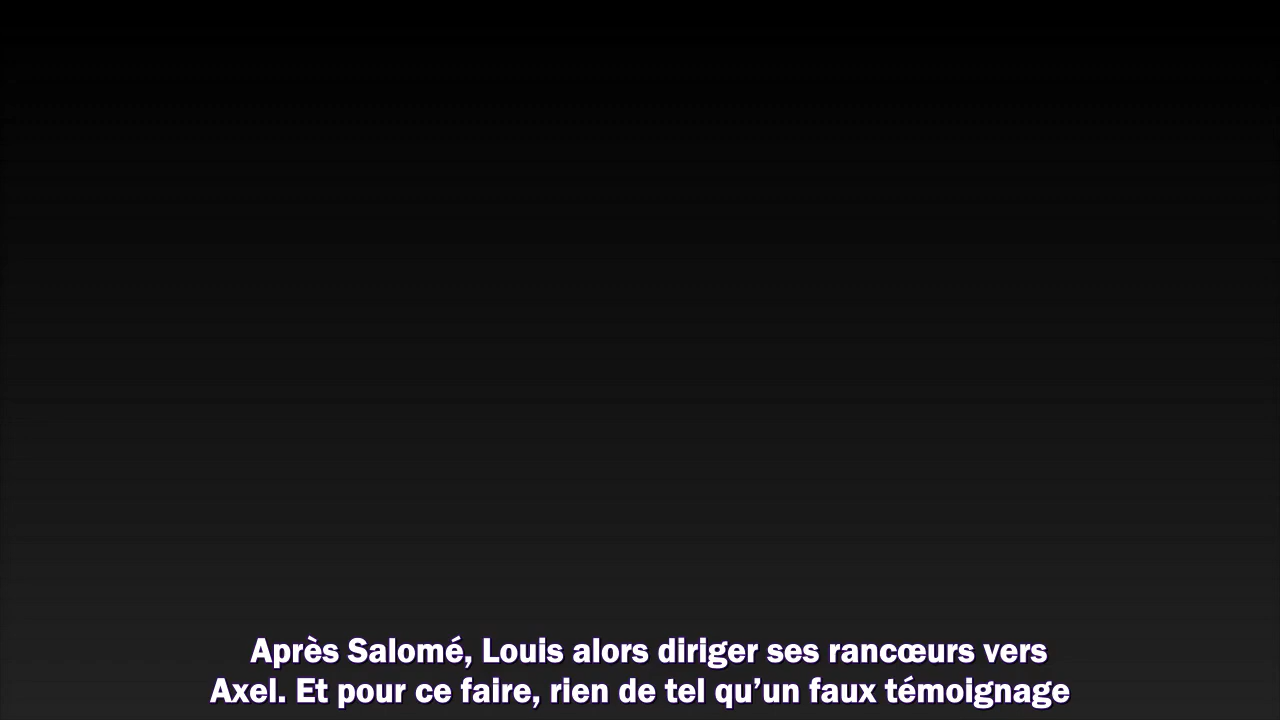 Après Salomé, Louis alors diriger ses rancœurs vers
Axel. Et pour ce faire, rien de tel qu’un faux témoignage